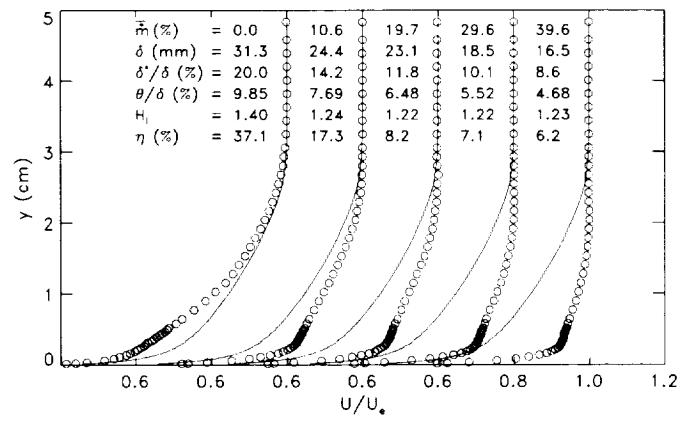 5
m̄(%) = 0.0 10.6 19.7 29.6 39.6
δ (mm) = 31.3 24.4 23.1 18.5 16.5
4
δ*/δ (%) = 20.0 14.2 11.8 10.1 8.6
θ/δ (%) = 9.85 7.69 6.48 5.52 4.68
Hᵢ = 1.40 1.24 1.22 1.22 1.23
η (%) = 37.1 17.3 8.2 7.1 6.2
3
y (cm)
2
1
0
0.6 0.6 0.6 0.6 0.6 0.8 1.0 1.2
U/Uₑ